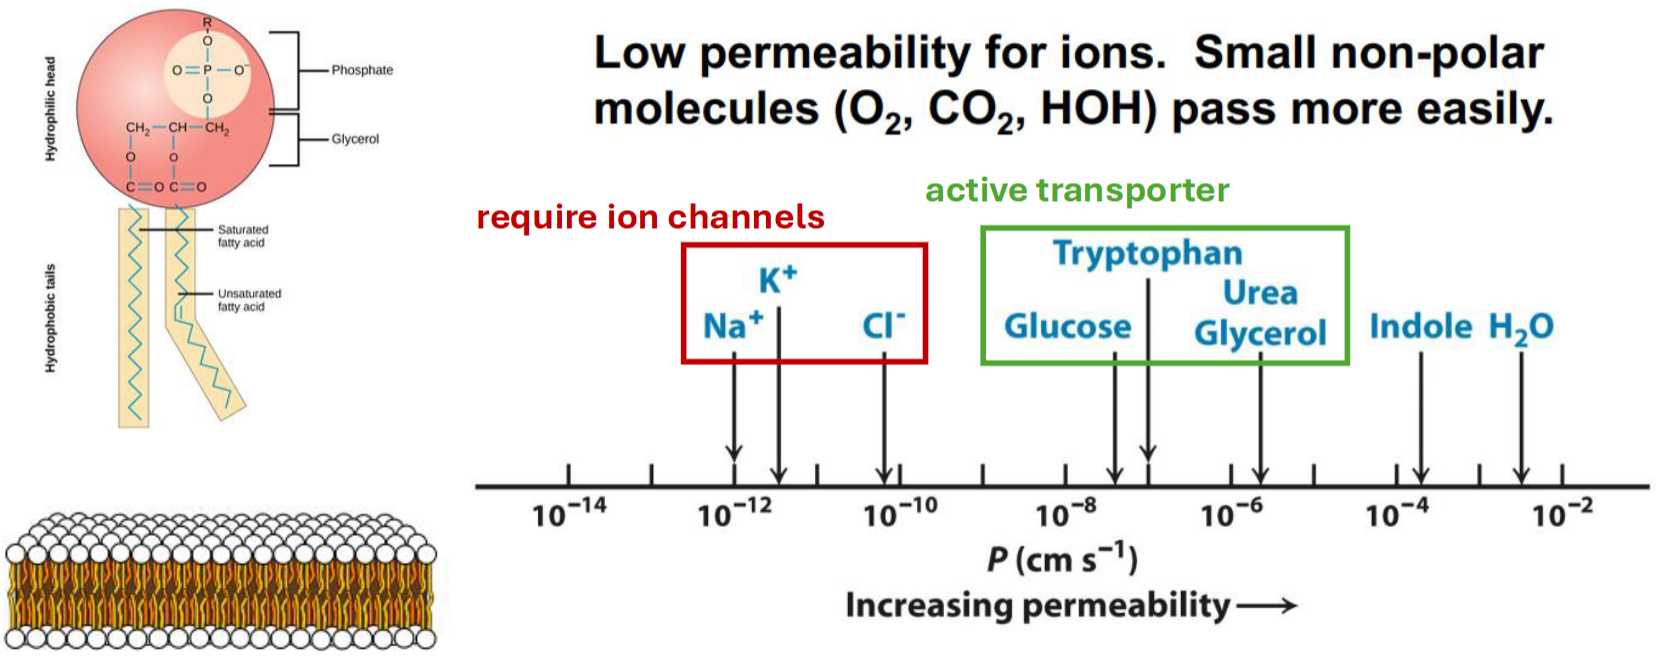 Low permeability for ions.  Small non-polar
molecules (O₂, CO₂, HOH) pass more easily.
Hydrophilic head
R
O
O=P—O⁻
O
Phosphate
CH₂—CH—CH₂
Glycerol
O O
C=O C=O
Hydrophobic tails
Saturated
fatty acid
Unsaturated
fatty acid
require ion channels
active transporter
K⁺
Na⁺
Cl⁻
Tryptophan
Glucose
Urea
Glycerol
Indole
H₂O
10⁻¹⁴ 10⁻¹² 10⁻¹⁰ 10⁻⁸ 10⁻⁶ 10⁻⁴ 10⁻²
P (cm s⁻¹)
Increasing permeability⟶